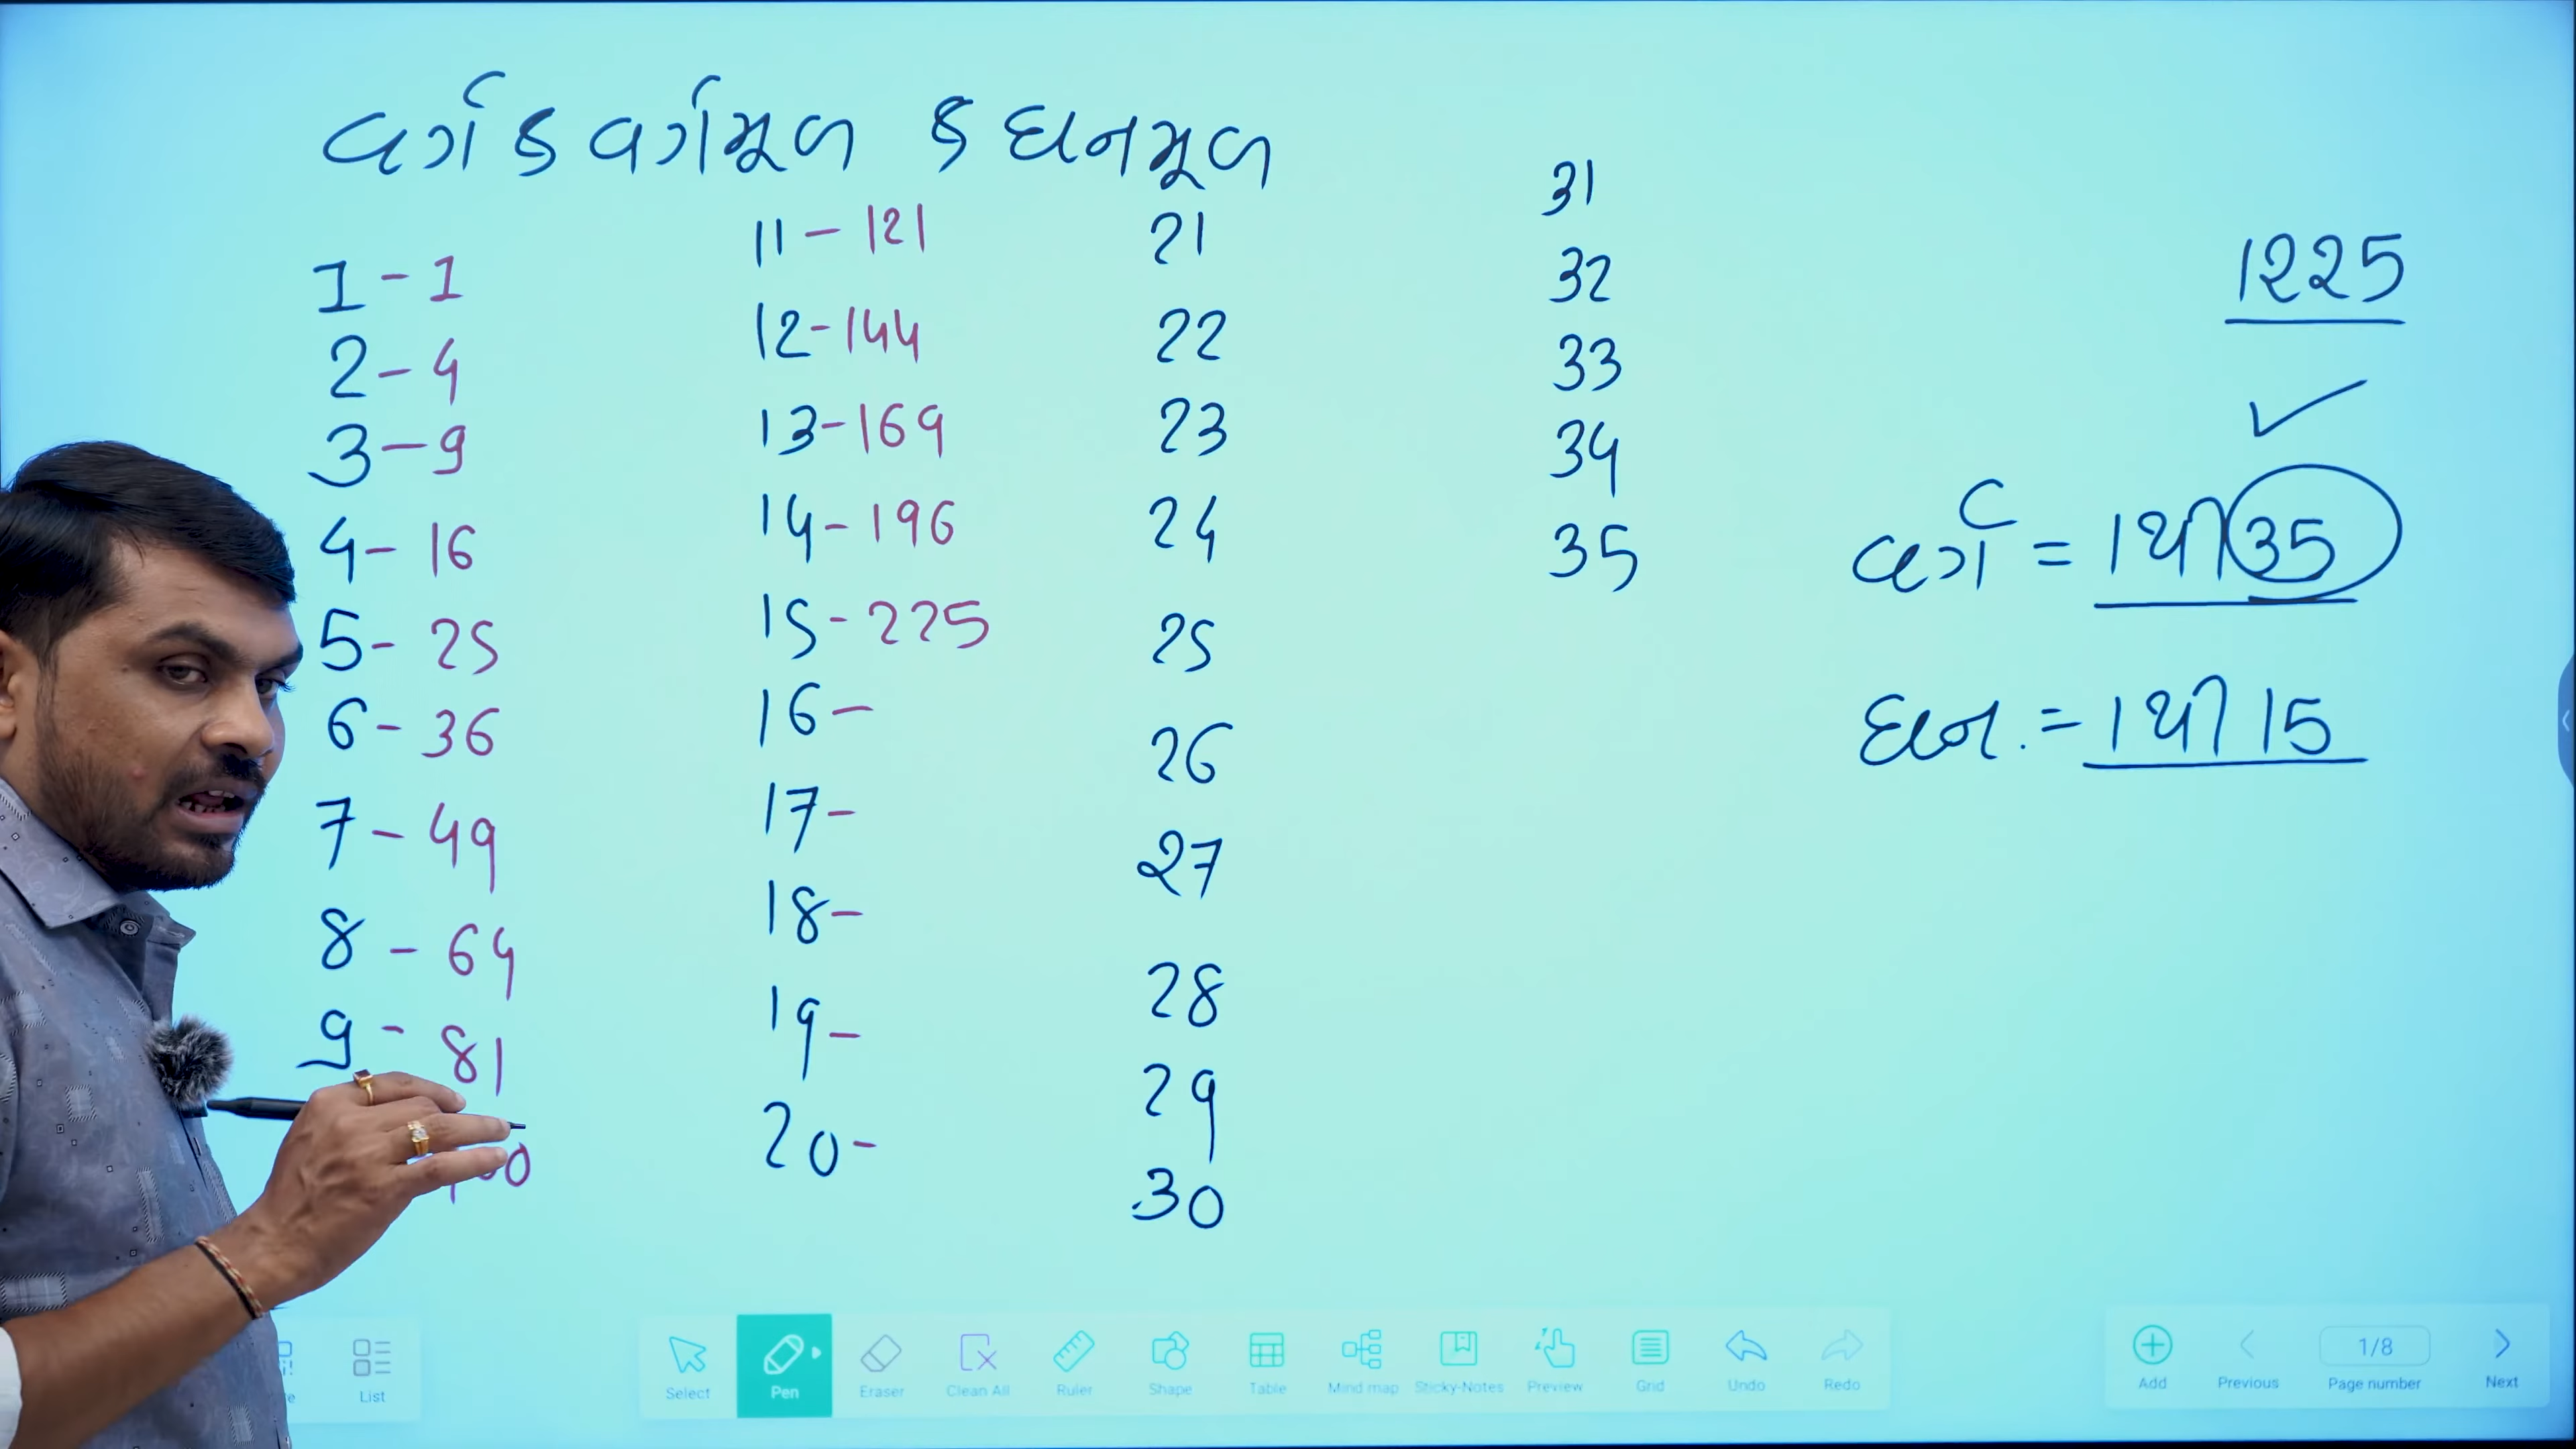 વર્ગ ક વર્ગમૂળ ક ઘનમૂળ
1 - 1
2 - 4
3 - 9
4 - 16
5 - 25
6 - 36
7 - 49
8 - 64
9 - 81
11 - 121
12 - 144
13 - 169
14 - 196
15 - 225
16 -
17 -
18 -
19 -
20 -
21
22
23
24
25
26
27
28
29
30
31
32
33
34
35
1225
વર્ગ = 1 થી 35
ઘન. = 1 થી 15
List
Select
Pen
Eraser
Clean All
Ruler
Shape
Table
Mind map
Sticky-Notes
Preview
Grid
Undo
Redo
Add
Previous
1/8
Page number
Next